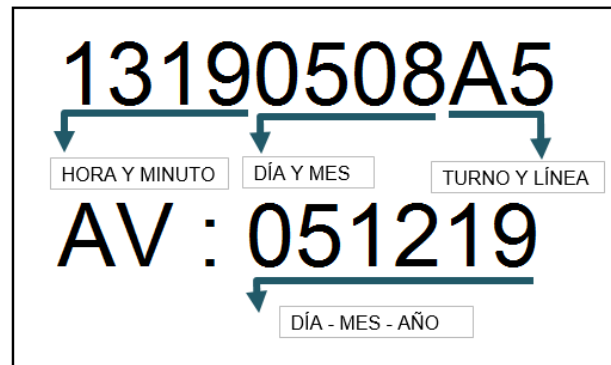 13190508A5
HORA Y MINUTO DÍA Y MES TURNO Y LÍNEA
AV : 051219
DÍA - MES - AÑO